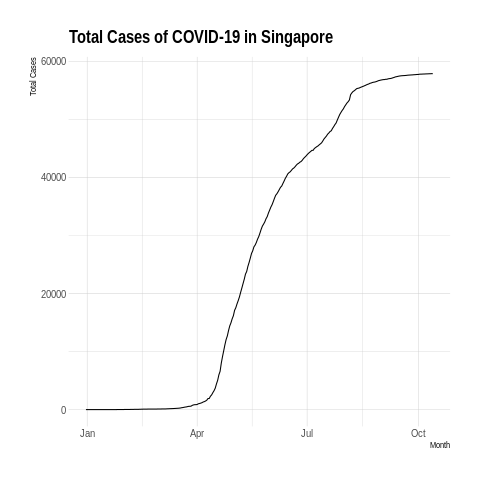 Total Cases of COVID-19 in Singapore
Total Cases
60000
40000
20000
0
Jan Apr Jul Oct
Month